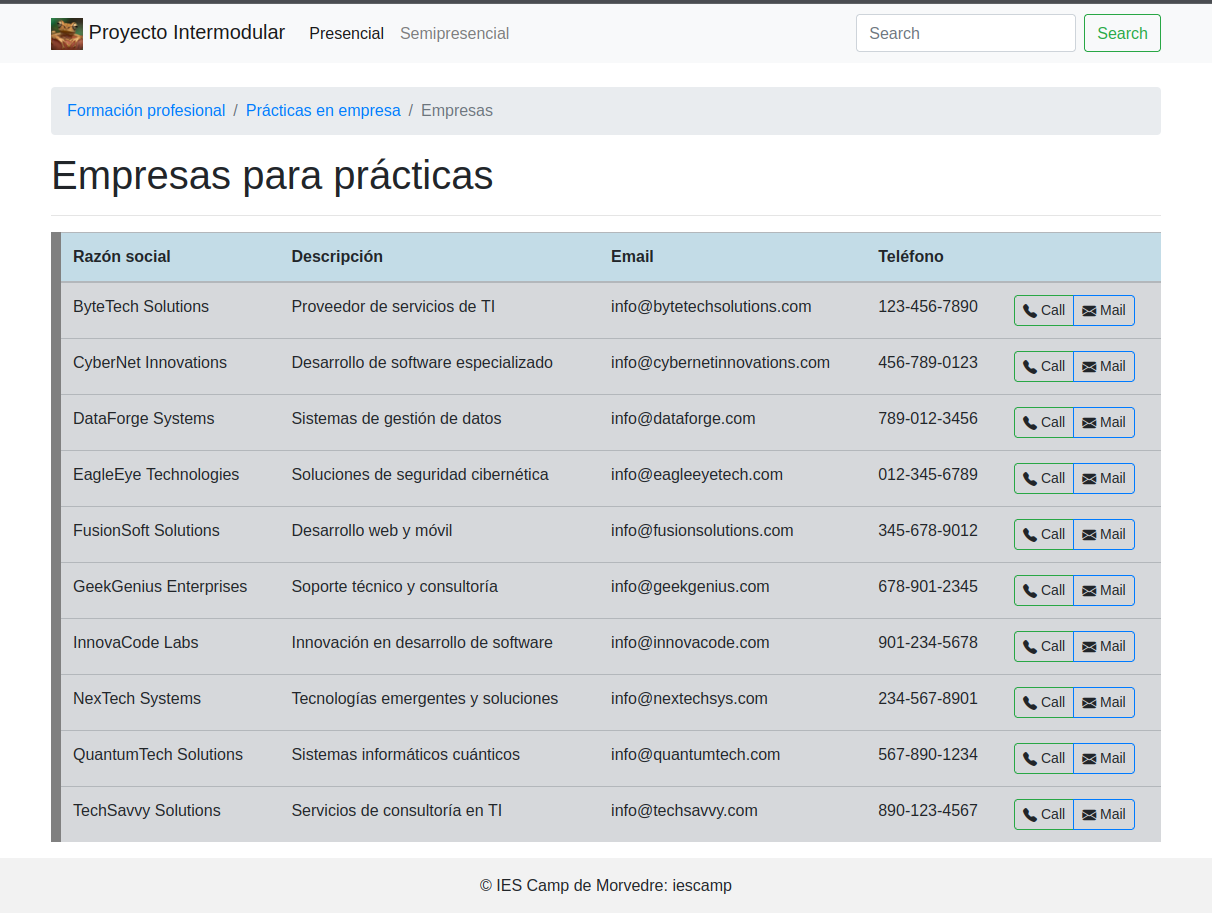 Proyecto Intermodular Presencial Semipresencial Search Search
Formación profesional / Prácticas en empresa / Empresas
Empresas para prácticas
Razón social Descripción Email Teléfono
ByteTech Solutions Proveedor de servicios de TI info@bytetechsolutions.com 123-456-7890 Call Mail
CyberNet Innovations Desarrollo de software especializado info@cybernetinnovations.com 456-789-0123 Call Mail
DataForge Systems Sistemas de gestión de datos info@dataforge.com 789-012-3456 Call Mail
EagleEye Technologies Soluciones de seguridad cibernética info@eagleeyetech.com 012-345-6789 Call Mail
FusionSoft Solutions Desarrollo web y móvil info@fusionsolutions.com 345-678-9012 Call Mail
GeekGenius Enterprises Soporte técnico y consultoría info@geekgenius.com 678-901-2345 Call Mail
InnovaCode Labs Innovación en desarrollo de software info@innovacode.com 901-234-5678 Call Mail
NexTech Systems Tecnologías emergentes y soluciones info@nextechsys.com 234-567-8901 Call Mail
QuantumTech Solutions Sistemas informáticos cuánticos info@quantumtech.com 567-890-1234 Call Mail
TechSavvy Solutions Servicios de consultoría en TI info@techsavvy.com 890-123-4567 Call Mail
© IES Camp de Morvedre: iescamp